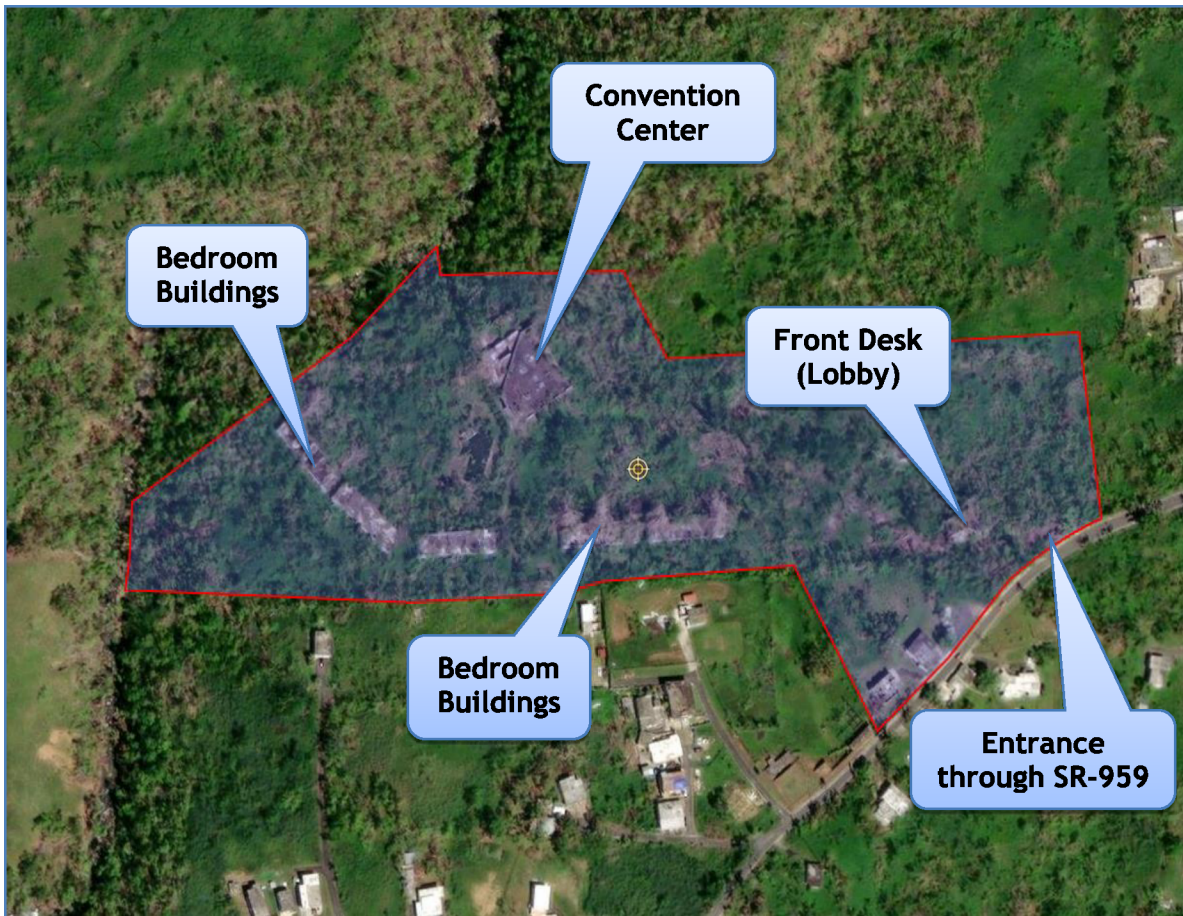 Convention
Center
Bedroom
Buildings
Front Desk
(Lobby)
Bedroom
Buildings
Entrance
through SR-959